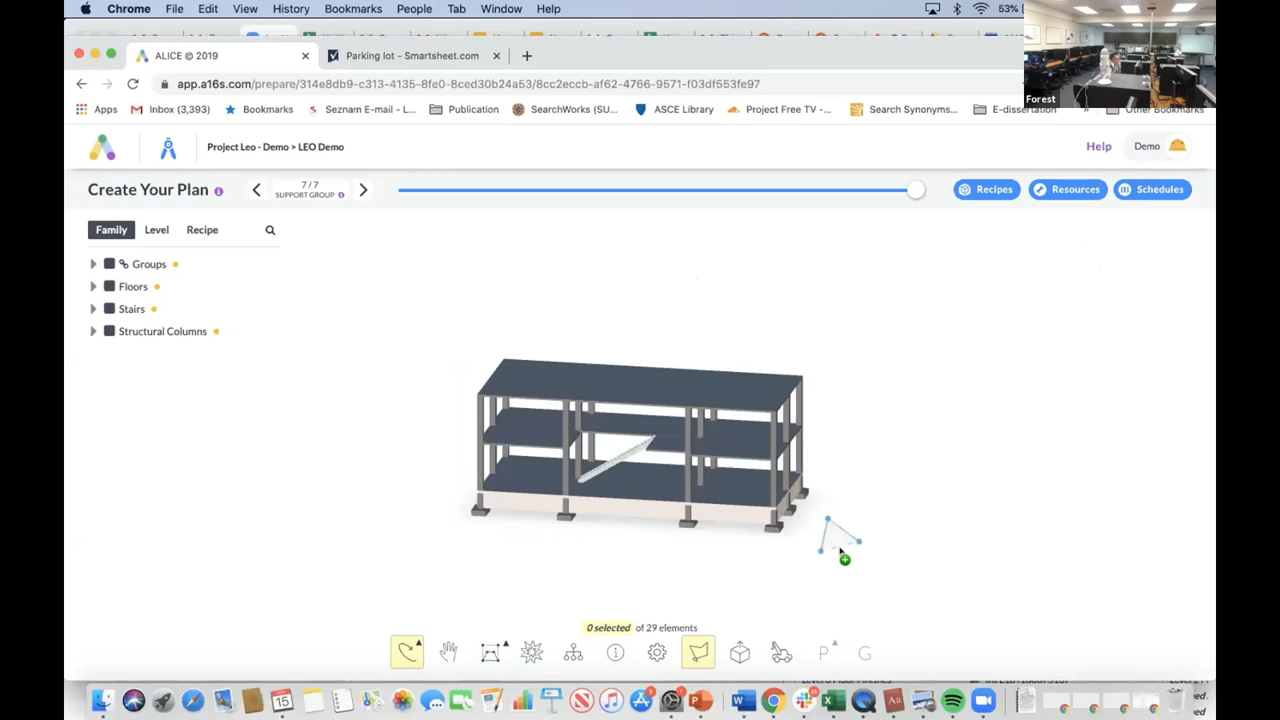 Chrome File Edit View History Bookmarks People Tab Window Help 53%
ALICE © 2019
Parking lot - Smartsheet.com
app.a16s.com/prepare/314e8db9-c313-4135-8fe0-8ced30b24a53/8cc2eccb-af62-4766-9571-f03df553fe97
Apps Inbox (3,393) Bookmarks Seznam E-mail - L... Publication SearchWorks (SU... ASCE Library Project Free TV -... Search Synonyms... E-dissertation » Other Bookmarks
Forest
Project Leo - Demo > LEO Demo
Help Demo
Create Your Plan
7 / 7
SUPPORT GROUP
Recipes Resources Schedules
Family Level Recipe
Groups
Floors
Stairs
Structural Columns
0 selected of 29 elements
P G
15